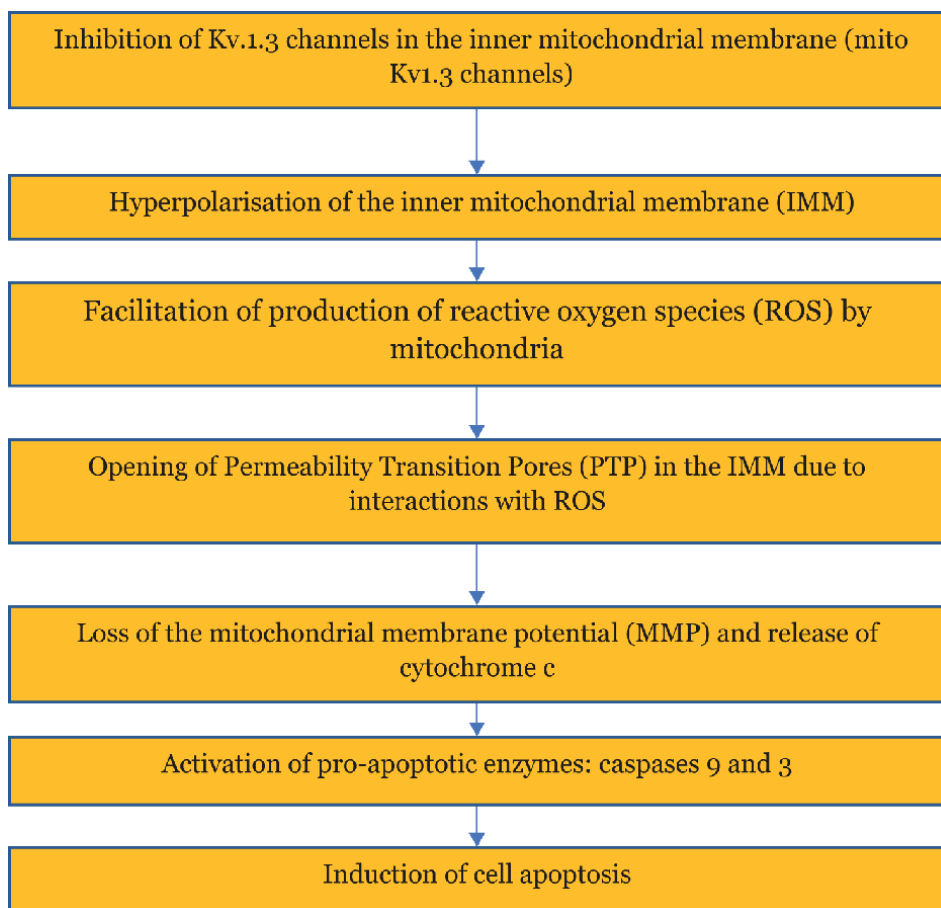 Inhibition of Kv.1.3 channels in the inner mitochondrial membrane (mito
Kv1.3 channels)
Hyperpolarisation of the inner mitochondrial membrane (IMM)
Facilitation of production of reactive oxygen species (ROS) by
mitochondria
Opening of Permeability Transition Pores (PTP) in the IMM due to
interactions with ROS
Loss of the mitochondrial membrane potential (MMP) and release of
cytochrome c
Activation of pro-apoptotic enzymes: caspases 9 and 3
Induction of cell apoptosis